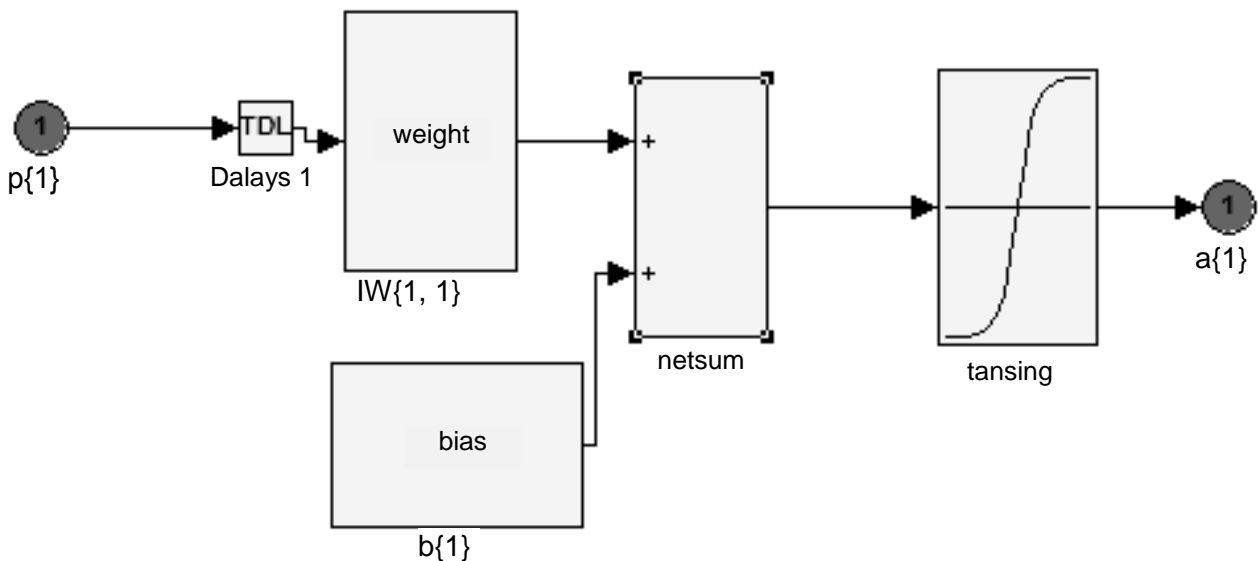 1
p{1}
TDL
Dalays 1
weight
IW{1, 1}
bias
b{1}
+
+
netsum
tansing
1
a{1}